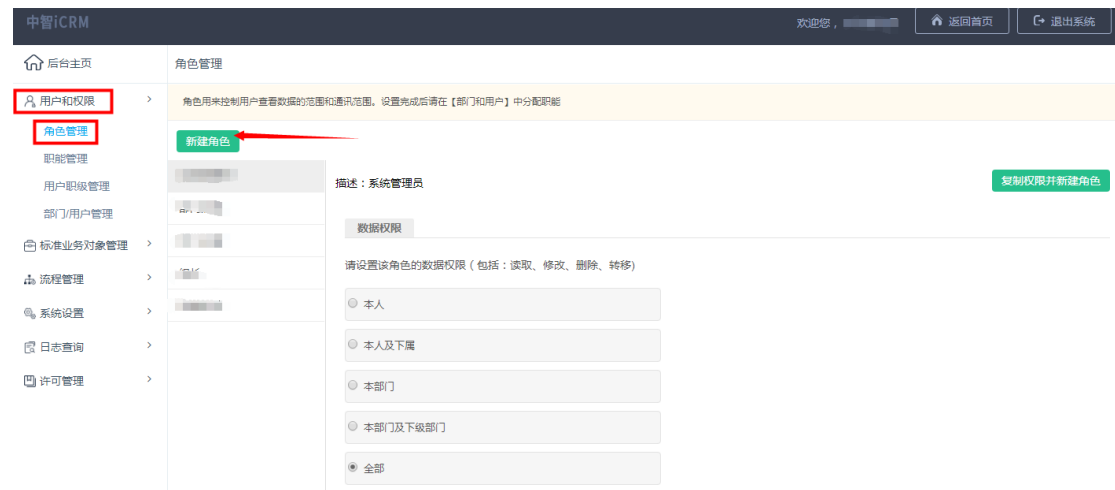 中智iCRM
欢迎您，
返回首页
退出系统
后台主页
角色管理
用户和权限
角色用来控制用户查看数据的范围和通讯范围。设置完成后请在【部门和用户】中分配职能
角色管理
新建角色
职能管理
用户职级管理
描述：系统管理员
复制权限并新建角色
部门/用户管理
数据权限
标准业务对象管理
请设置该角色的数据权限（包括：读取、修改、删除、转移)
流程管理
本人
系统设置
本人及下属
日志查询
许可管理
本部门
本部门及下级部门
全部